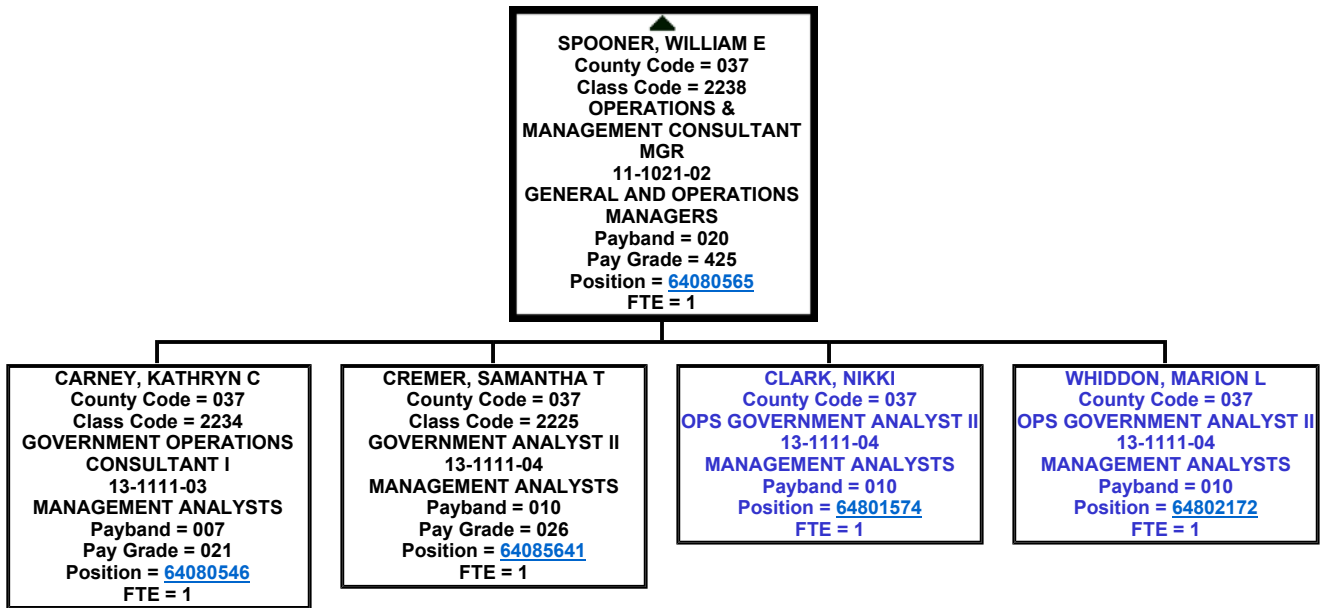 SPOONER, WILLIAM E
County Code = 037
Class Code = 2238
OPERATIONS &
MANAGEMENT CONSULTANT
MGR
11-1021-02
GENERAL AND OPERATIONS
MANAGERS
Payband = 020
Pay Grade = 425
Position = 64080565
FTE = 1
CARNEY, KATHRYN C
County Code = 037
Class Code = 2234
GOVERNMENT OPERATIONS
CONSULTANT I
13-1111-03
MANAGEMENT ANALYSTS
Payband = 007
Pay Grade = 021
Position = 64080546
FTE = 1
CREMER, SAMANTHA T
County Code = 037
Class Code = 2225
GOVERNMENT ANALYST II
13-1111-04
MANAGEMENT ANALYSTS
Payband = 010
Pay Grade = 026
Position = 64085641
FTE = 1
CLARK, NIKKI
County Code = 037
OPS GOVERNMENT ANALYST II
13-1111-04
MANAGEMENT ANALYSTS
Payband = 010
Position = 64801574
FTE = 1
WHIDDON, MARION L
County Code = 037
OPS GOVERNMENT ANALYST II
13-1111-04
MANAGEMENT ANALYSTS
Payband = 010
Position = 64802172
FTE = 1